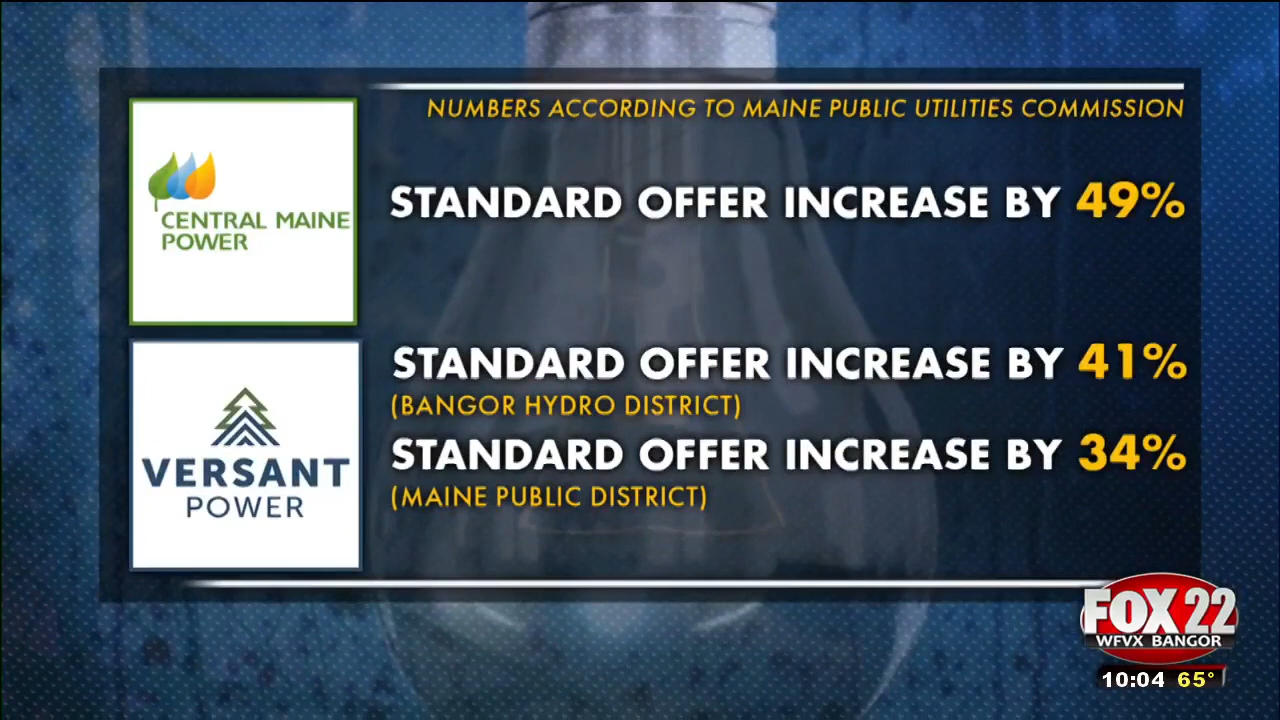 NUMBERS ACCORDING TO MAINE PUBLIC UTILITIES COMMISSION
CENTRAL MAINE
POWER
STANDARD OFFER INCREASE BY 49%
VERSANT
POWER
STANDARD OFFER INCREASE BY 41%
(BANGOR HYDRO DISTRICT)
STANDARD OFFER INCREASE BY 34%
(MAINE PUBLIC DISTRICT)
FOX 22
WFVX BANGOR
10:04 65°